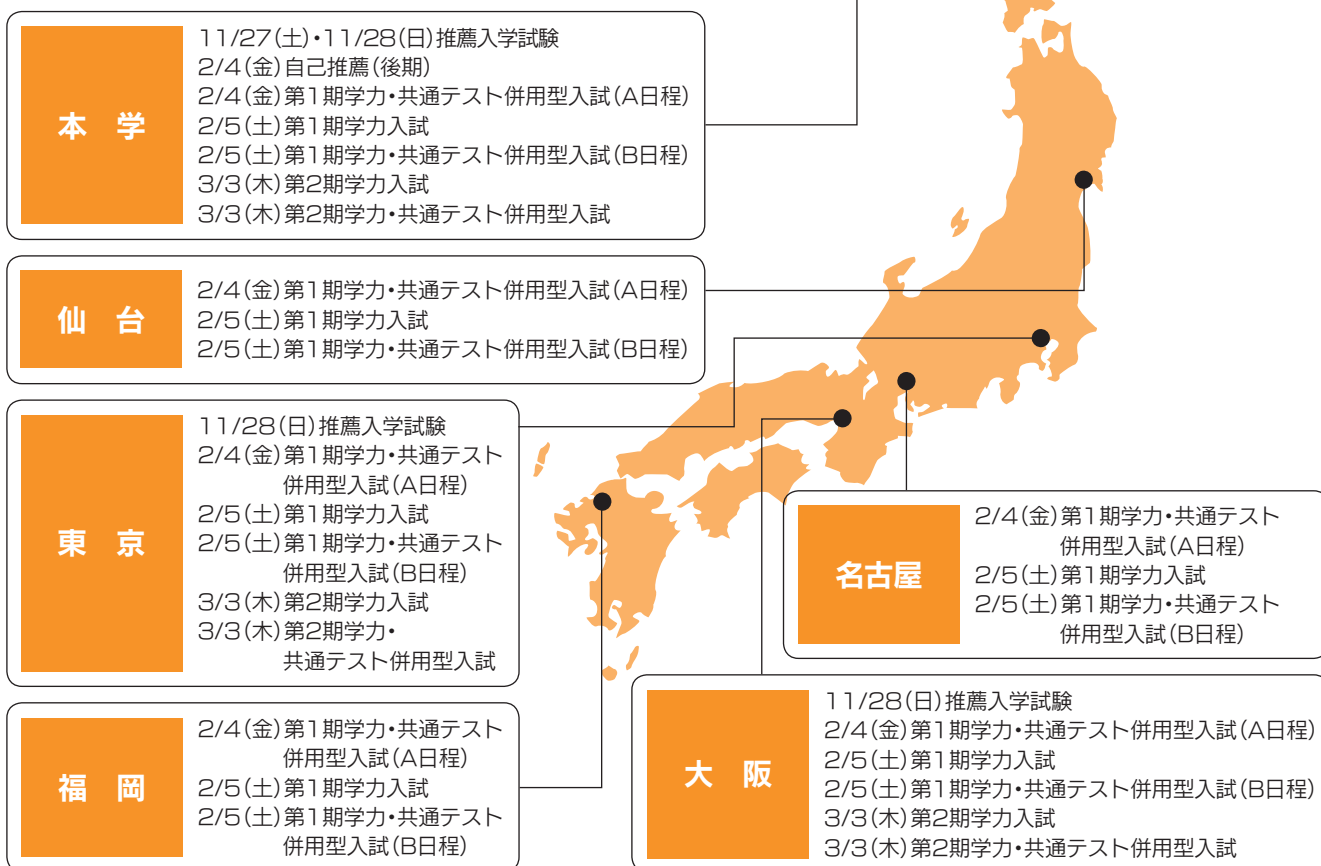 本 学
11/27(土)・11/28(日)推薦入学試験
2/4(金)自己推薦(後期)
2/4(金)第1期学力・共通テスト併用型入試(A日程)
2/5(土)第1期学力入試
2/5(土)第1期学力・共通テスト併用型入試(B日程)
3/3(木)第2期学力入試
3/3(木)第2期学力・共通テスト併用型入試
仙 台
2/4(金)第1期学力・共通テスト併用型入試(A日程)
2/5(土)第1期学力入試
2/5(土)第1期学力・共通テスト併用型入試(B日程)
東 京
11/28(日)推薦入学試験
2/4(金)第1期学力・共通テスト
併用型入試(A日程)
2/5(土)第1期学力入試
2/5(土)第1期学力・共通テスト
併用型入試(B日程)
3/3(木)第2期学力入試
3/3(木)第2期学力・
共通テスト併用型入試
名古屋
2/4(金)第1期学力・共通テスト
併用型入試(A日程)
2/5(土)第1期学力入試
2/5(土)第1期学力・共通テスト
併用型入試(B日程)
福 岡
2/4(金)第1期学力・共通テスト
併用型入試(A日程)
2/5(土)第1期学力入試
2/5(土)第1期学力・共通テスト
併用型入試(B日程)
大 阪
11/28(日)推薦入学試験
2/4(金)第1期学力・共通テスト併用型入試(A日程)
2/5(土)第1期学力入試
2/5(土)第1期学力・共通テスト併用型入試(B日程)
3/3(木)第2期学力入試
3/3(木)第2期学力・共通テスト併用型入試